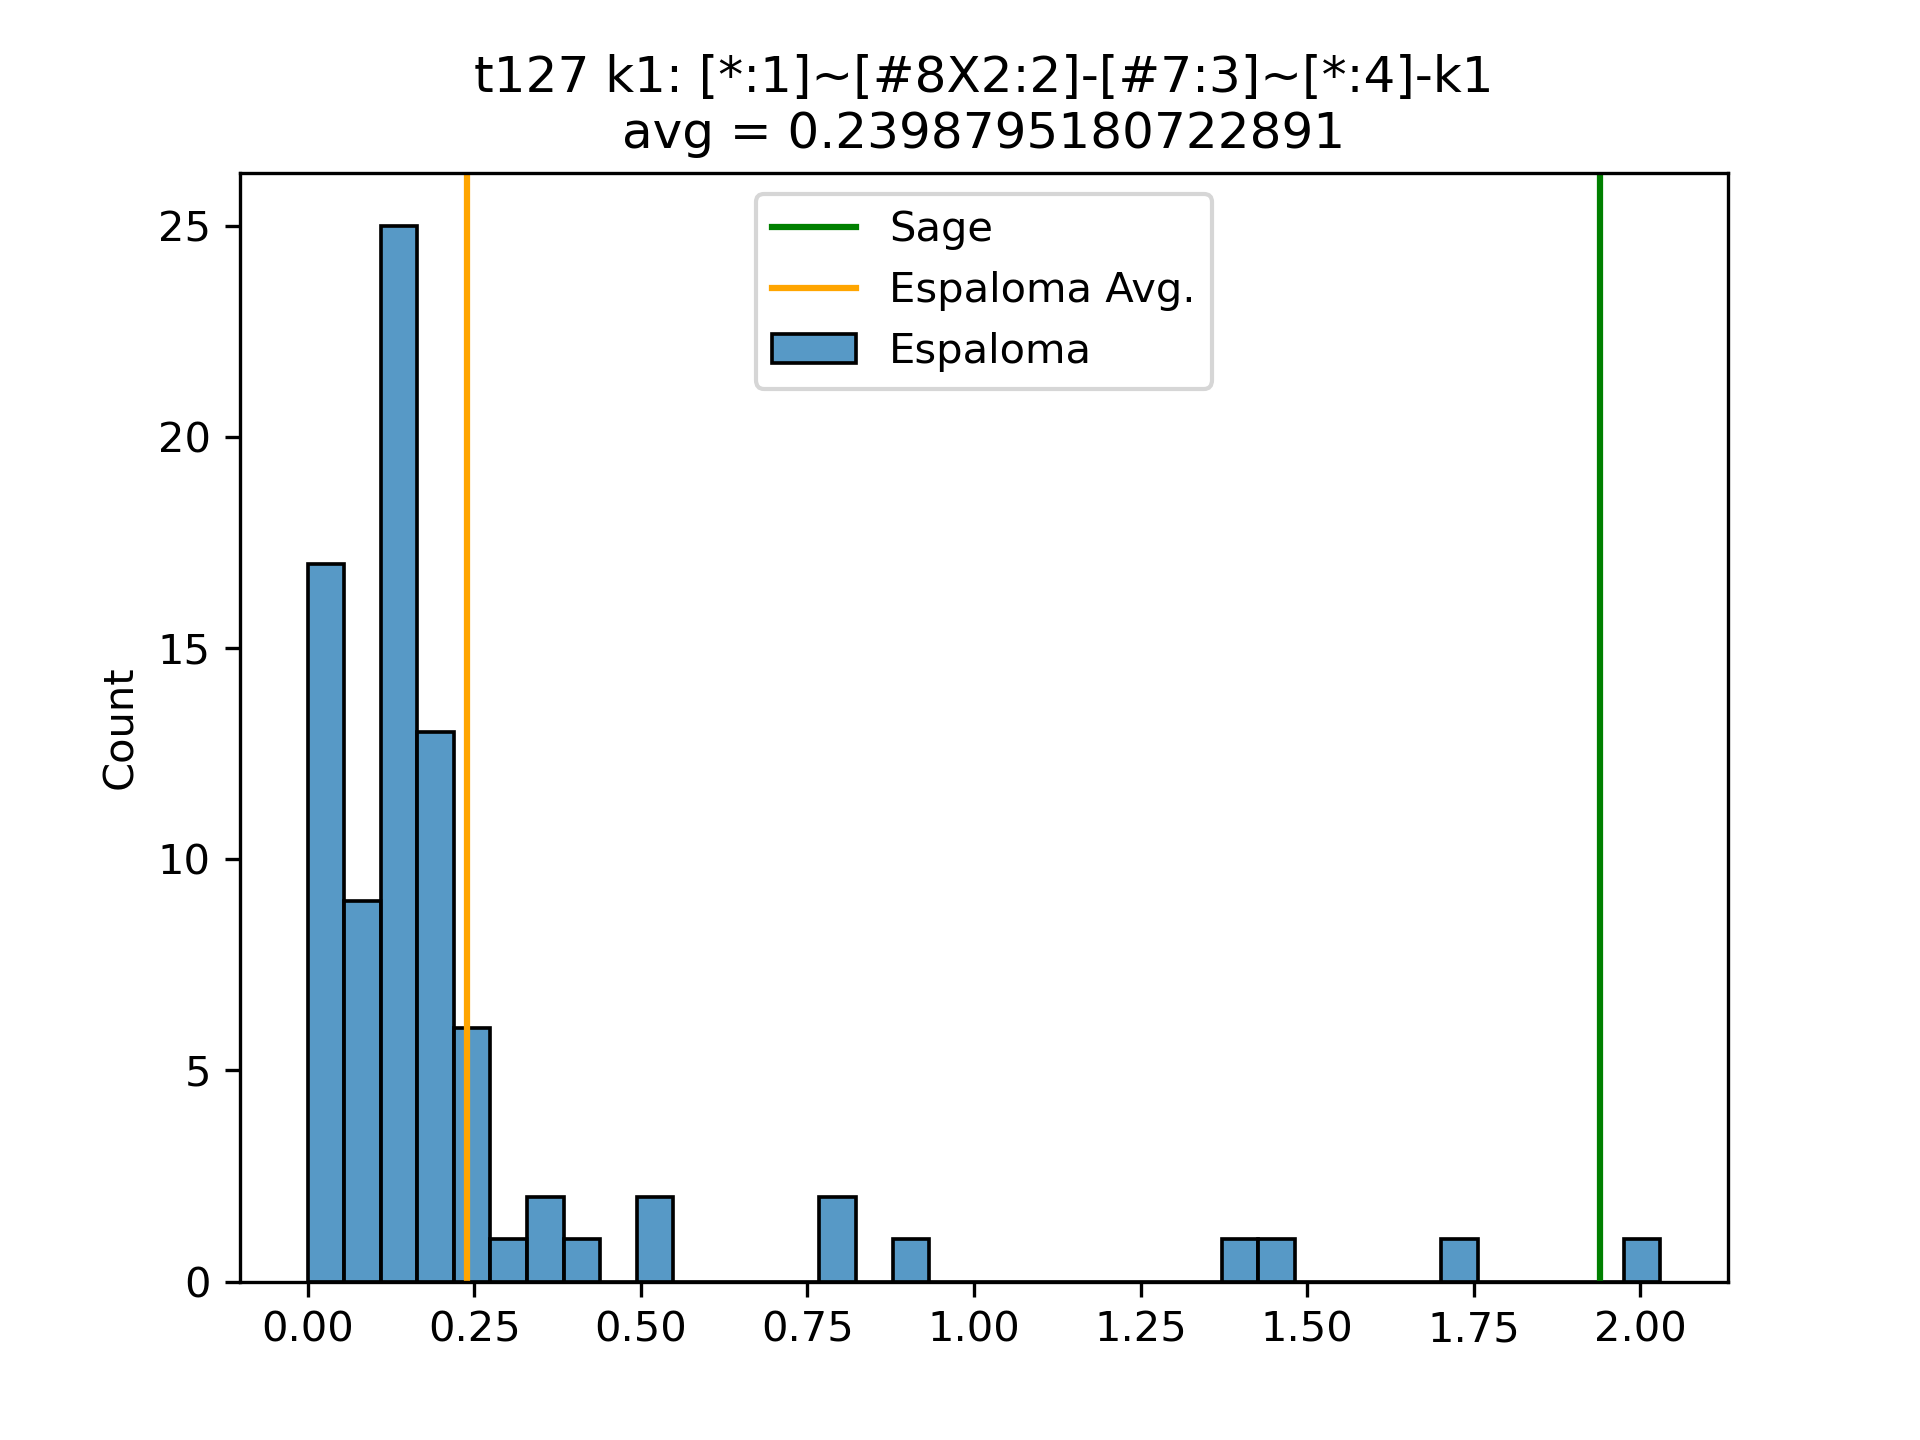 t127 k1: [*:1]~[#8X2:2]-[#7:3]~[*:4]-k1
avg = 0.2398795180722891
Sage
Espaloma Avg.
Espaloma
25
20
15
10
5
0
Count
0.00 0.25 0.50 0.75 1.00 1.25 1.50 1.75 2.00